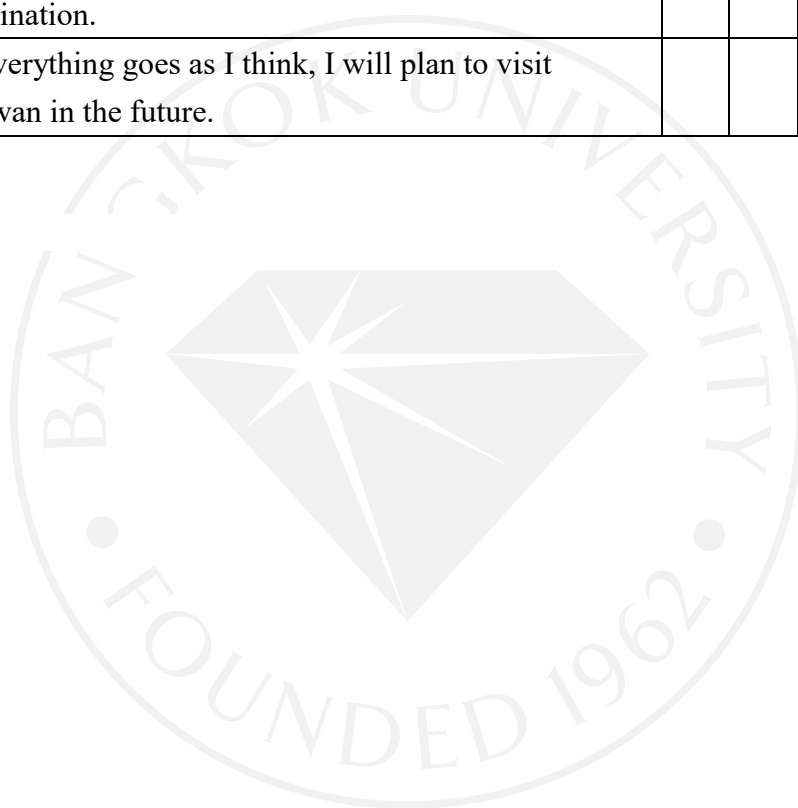 ination.
verything goes as I think, I will plan to visit
wan in the future.
BANGKOK UNIVERSITY
FOUNDED 1962